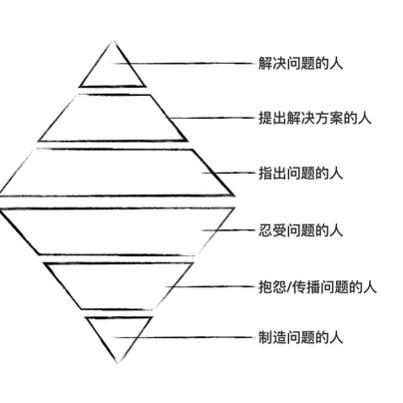 解决问题的人
提出解决方案的人
指出问题的人
忍受问题的人
抱怨/传播问题的人
制造问题的人